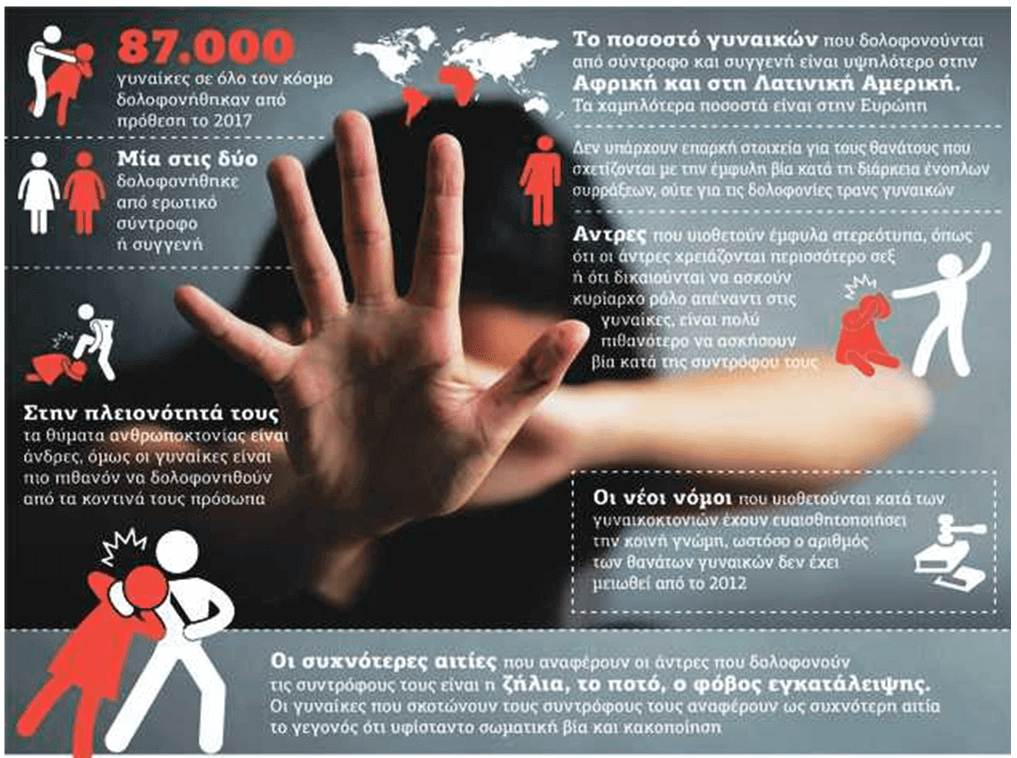 87.000
γυναίκες σε όλο τον κόσμο
δολοφονήθηκαν από
πρόθεση το 2017
Μία στις δύο
δολοφονήθηκε
από ερωτικό
σύντροφο
ή συγγενή
Στην πλειονότητά τους
τα θύματα ανθρωποκτονίας είναι
άνδρες, όμως οι γυναίκες είναι
πιο πιθανόν να δολοφονηθούν
από τα κοντινά τους πρόσωπα
Το ποσοστό γυναικών που δολοφονούνται
από σύντροφο και συγγενή είναι υψηλότερο στην
Αφρική και στη Λατινική Αμερική.
Τα χαμηλότερα ποσοστά είναι στην Ευρώπη
Δεν υπάρχουν επαρκή στοιχεία για τους θανάτους που
σχετίζονται με την έμφυλη βία κατά τη διάρκεια ένοπλων
συρράξεων, ούτε για τις δολοφονίες τρανς γυναικών
Αντρες που υιοθετούν έμφυλα στερεότυπα, όπως
ότι οι άντρες χρειάζονται περισσότερο σεξ
ή ότι δικαιούνται να ασκούν
κυρίαρχο ρόλο απέναντι στις
γυναίκες, είναι πολύ
πιθανότερο να ασκήσουν
βία κατά της συντρόφου τους
Οι νέοι νόμοι που υιοθετούνται κατά των
γυναικοκτονιών έχουν ευαισθητοποιήσει
την κοινή γνώμη, ωστόσο ο αριθμός
των θανάτων γυναικών δεν έχει
μειωθεί από το 2012
Οι συχνότερες αιτίες που αναφέρουν οι άντρες που δολοφονούν
τις συντρόφους τους είναι η ζήλια, το ποτό, ο φόβος εγκατάλειψης.
Οι γυναίκες που σκοτώνουν τους συντρόφους τους αναφέρουν ως συχνότερη αιτία
το γεγονός ότι υφίσταντο σωματική βία και κακοποίηση